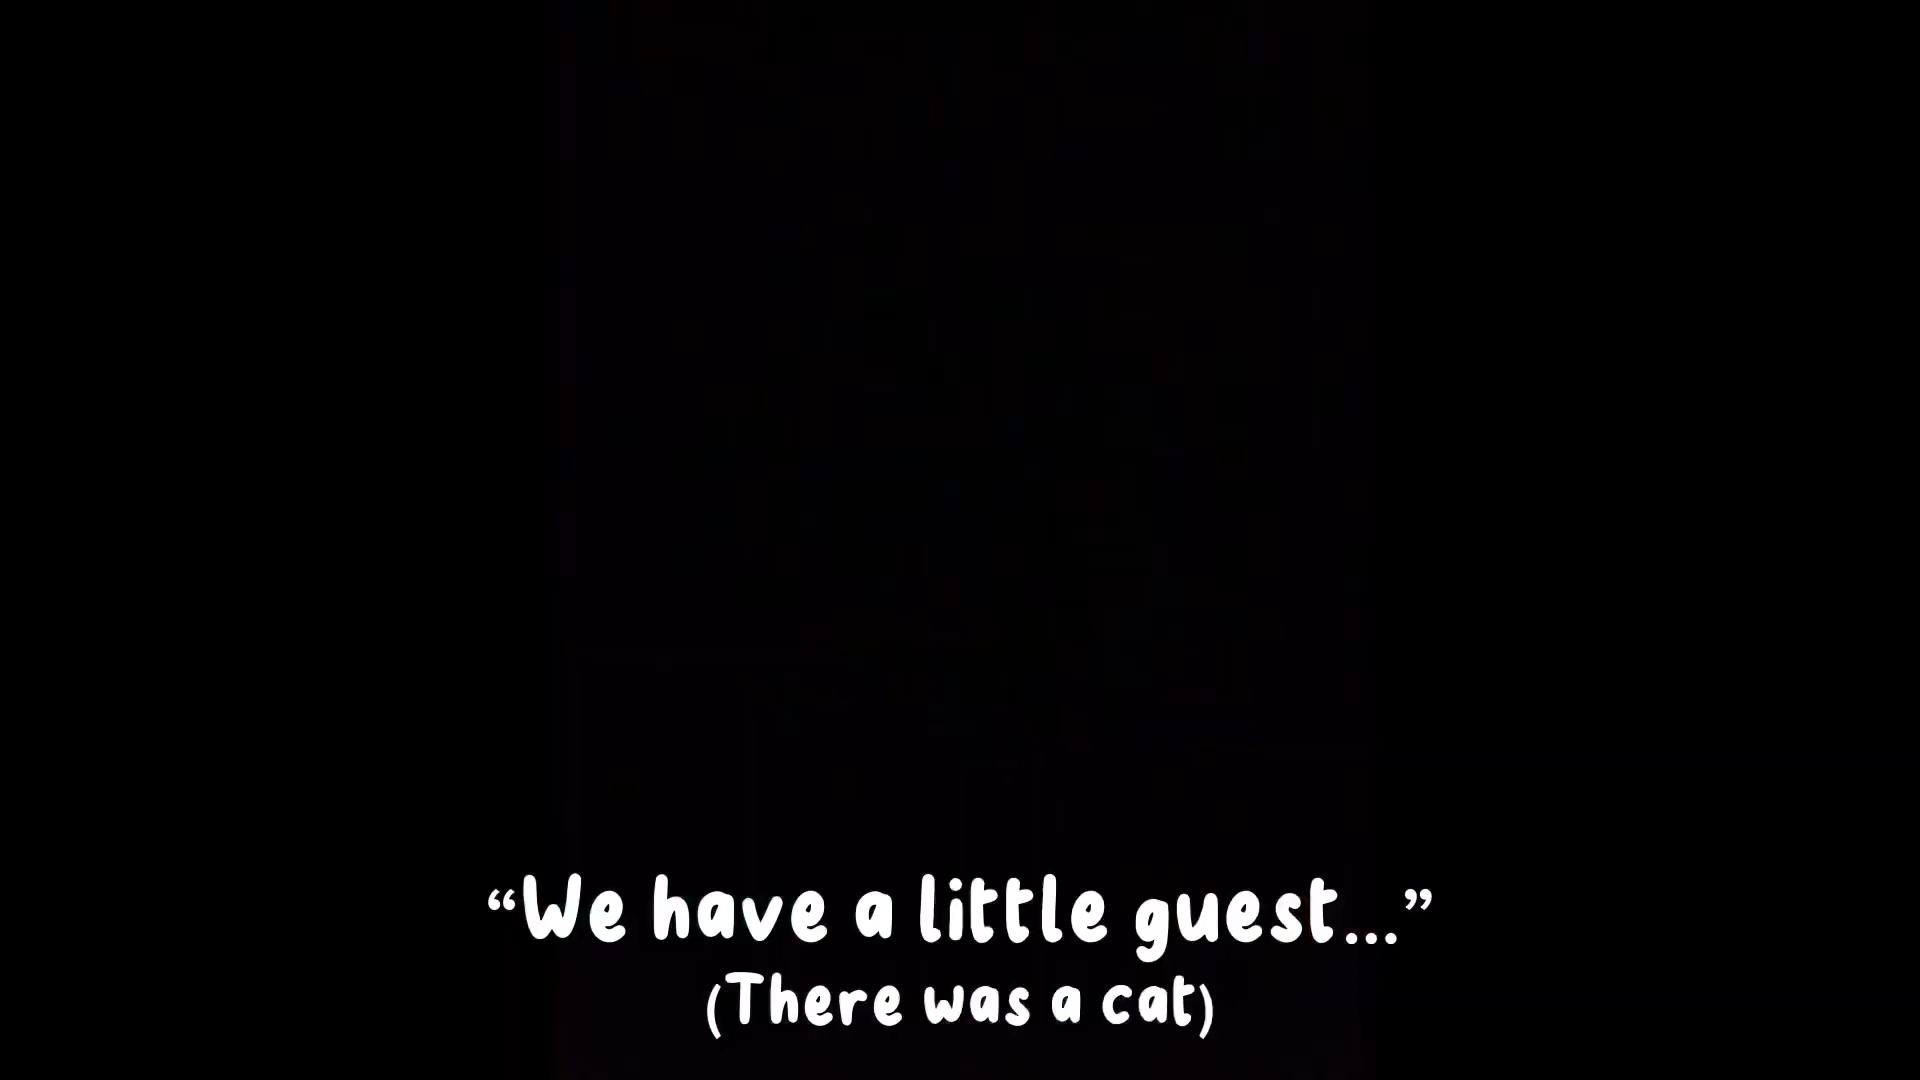 “We have a little guest...”
(There was a cat)